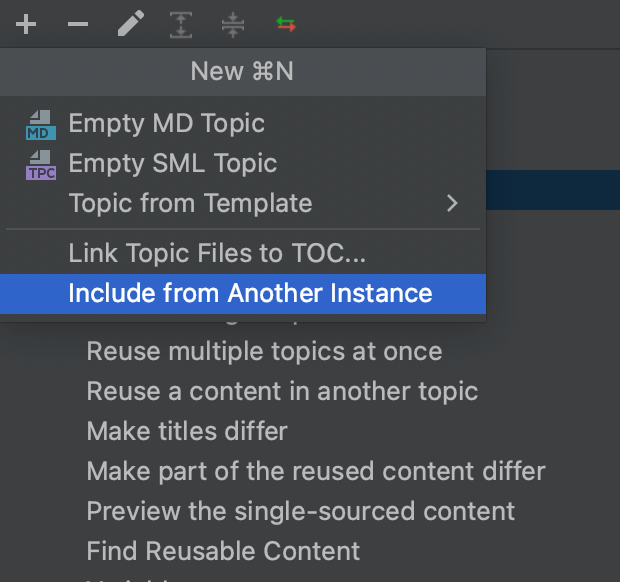 New ⌘N
MD Empty MD Topic
TPC Empty SML Topic
Topic from Template
Link Topic Files to TOC...
Include from Another Instance
Reuse multiple topics at once
Reuse a content in another topic
Make titles differ
Make part of the reused content differ
Preview the single-sourced content
Find Reusable Content